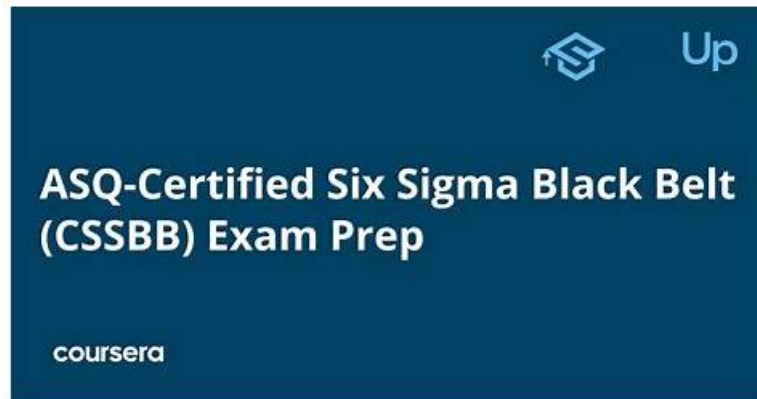 Up
ASQ-Certified Six Sigma Black Belt
(CSSBB) Exam Prep
coursera